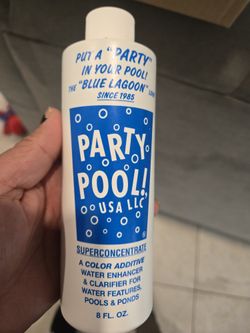 PUT A "PARTY"
IN YOUR POOL!
THE "BLUE LAGOON" LOOK
SINCE 1985
PARTY
POOL!
USA LLC
®
SUPERCONCENTRATE
A COLOR ADDITIVE
WATER ENHANCER
& CLARIFIER FOR
WATER FEATURES,
POOLS & PONDS
8 FL. OZ.